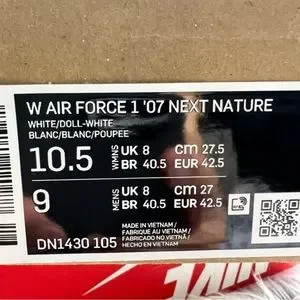 W AIR FORCE 1 '07 NEXT NATURE
WHITE/DOLL-WHITE
BLANC/BLANC/POUPEE
10.5 WMNS UK 8 CM 27.5
BR 40.5 EUR 42.5
9 MENS UK 8 CM 27
BR 40.5 EUR 42.5
MADE IN VIETNAM /
FABRIQUE AU VIETNAM /
FABRICADO NO VIETNÃ /
HECHO EN VIETNAM
DN1430 105